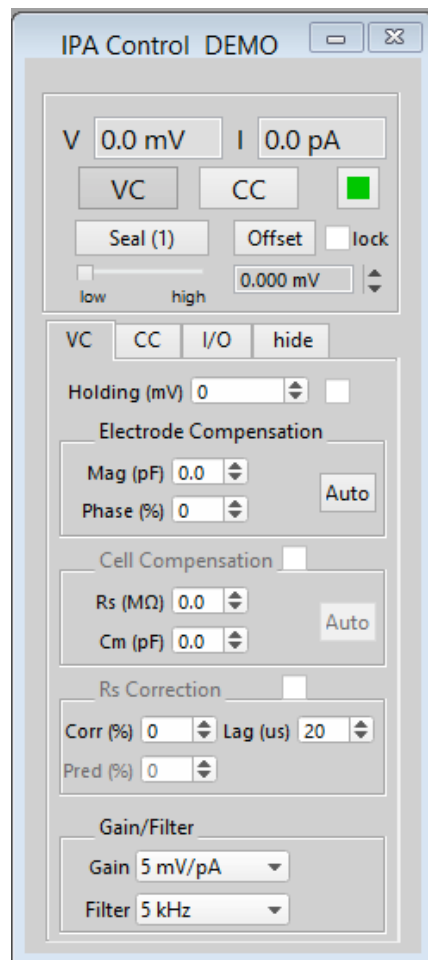 IPA Control DEMO
V 0.0 mV I 0.0 pA
VC CC
Seal (1) Offset lock
low high 0.000 mV
VC CC I/O hide
Holding (mV) 0
Electrode Compensation
Mag (pF) 0.0
Phase (%) 0
Auto
Cell Compensation
Rs (MΩ) 0.0
Cm (pF) 0.0
Auto
Rs Correction
Corr (%) 0 Lag (us) 20
Pred (%) 0
Gain/Filter
Gain 5 mV/pA
Filter 5 kHz